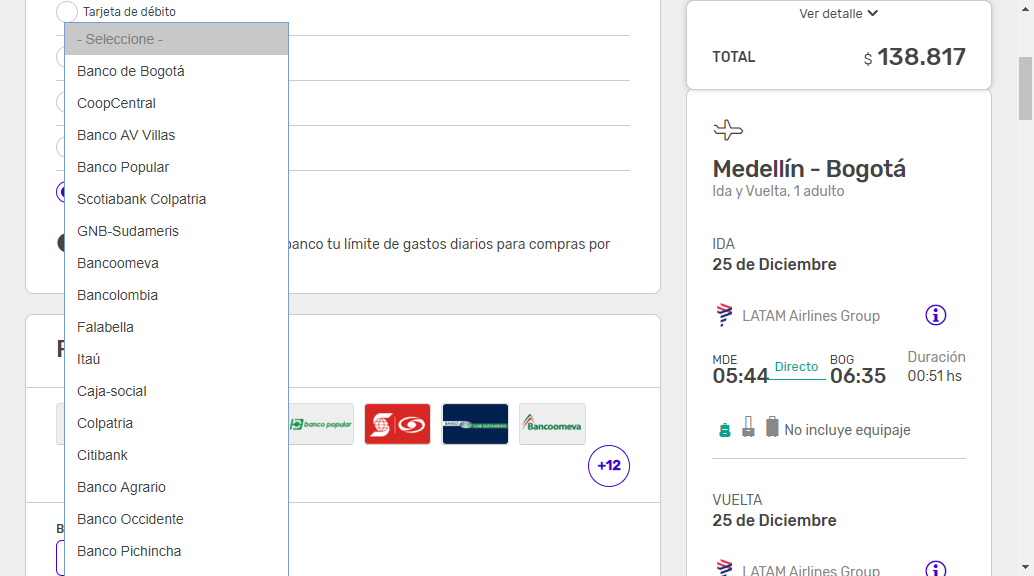 Tarjeta de débito
- Seleccione -
Banco de Bogotá
CoopCentral
Banco AV Villas
Banco Popular
Scotiabank Colpatria
GNB-Sudameris
Bancoomeva
Bancolombia
Falabella
Itaú
Caja-social
Colpatria
Citibank
Banco Agrario
Banco Occidente
Banco Pichincha
banco tu límite de gastos diarios para compras por
banco popular
Bancoomeva
+12
Ver detalle
TOTAL
$ 138.817
Medellín - Bogotá
Ida y Vuelta, 1 adulto
IDA
25 de Diciembre
LATAM Airlines Group
MDE
05:44
Directo
BOG
06:35
Duración
00:51 hs
No incluye equipaje
VUELTA
25 de Diciembre
LATAM Airlines Group